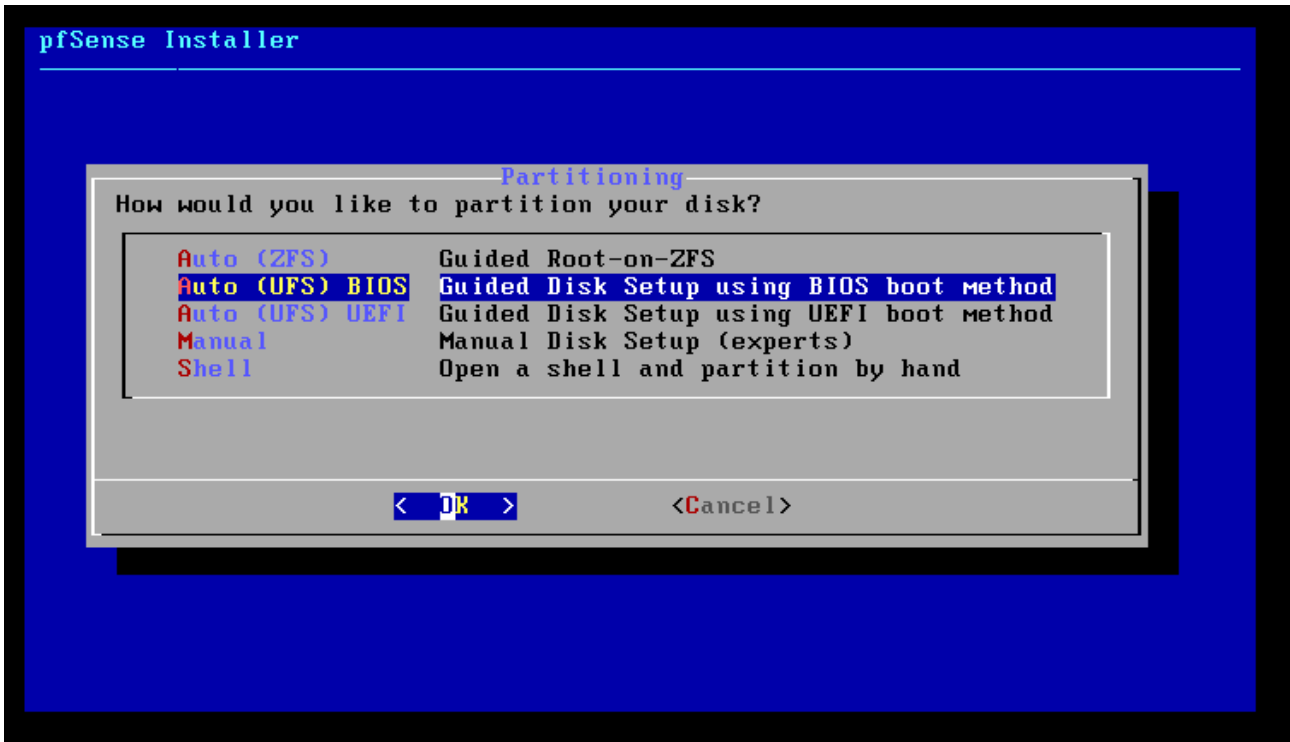 pfSense Installer
Partitioning
How would you like to partition your disk?
Auto (ZFS) Guided Root-on-ZFS
Auto (UFS) BIOS Guided Disk Setup using BIOS boot method
Auto (UFS) UEFI Guided Disk Setup using UEFI boot method
Manual Manual Disk Setup (experts)
Shell Open a shell and partition by hand
< OK > <Cancel>